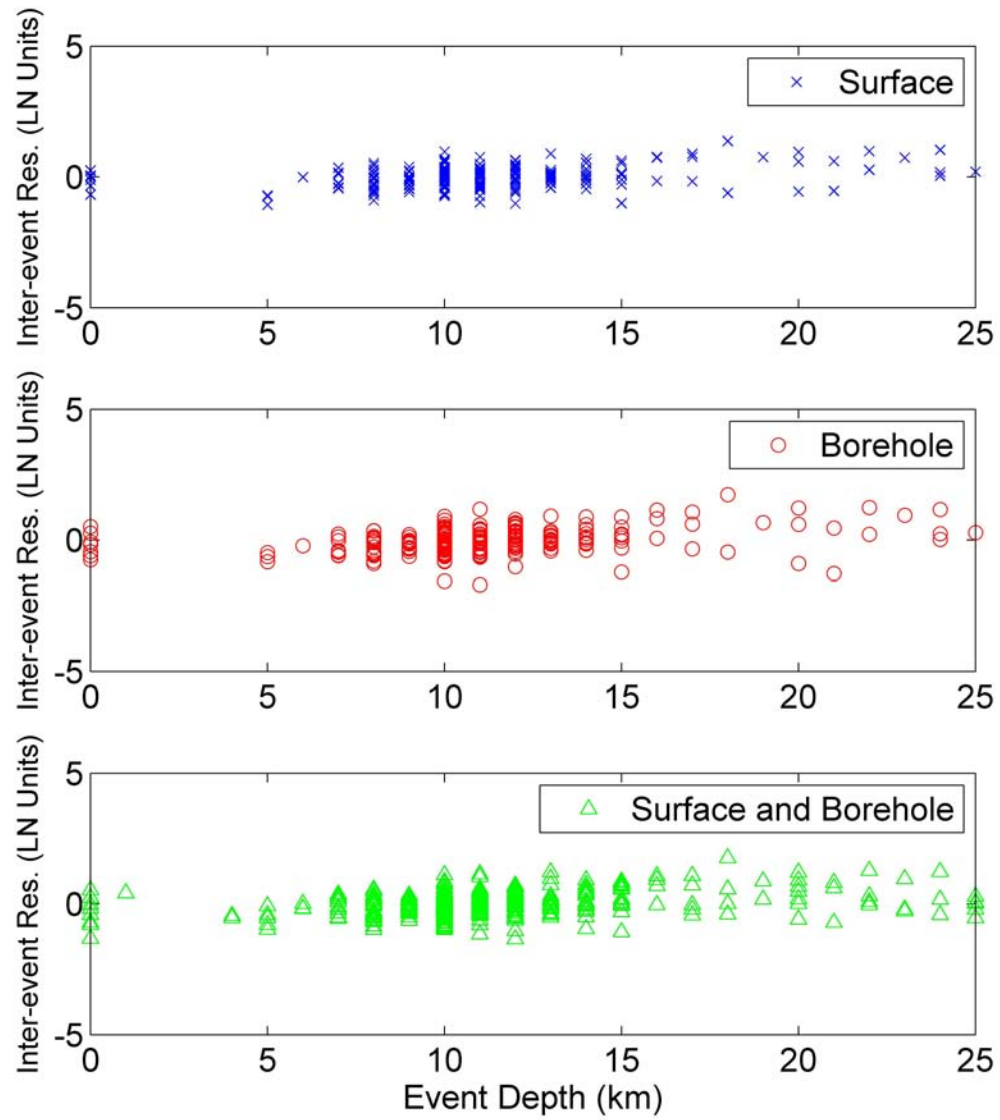 5
Surface
Inter-event Res. (LN Units)
0
-5
0 5 10 15 20 25
5
Borehole
Inter-event Res. (LN Units)
0
-5
0 5 10 15 20 25
5
Surface and Borehole
Inter-event Res. (LN Units)
0
-5
0 5 10 15 20 25
Event Depth (km)